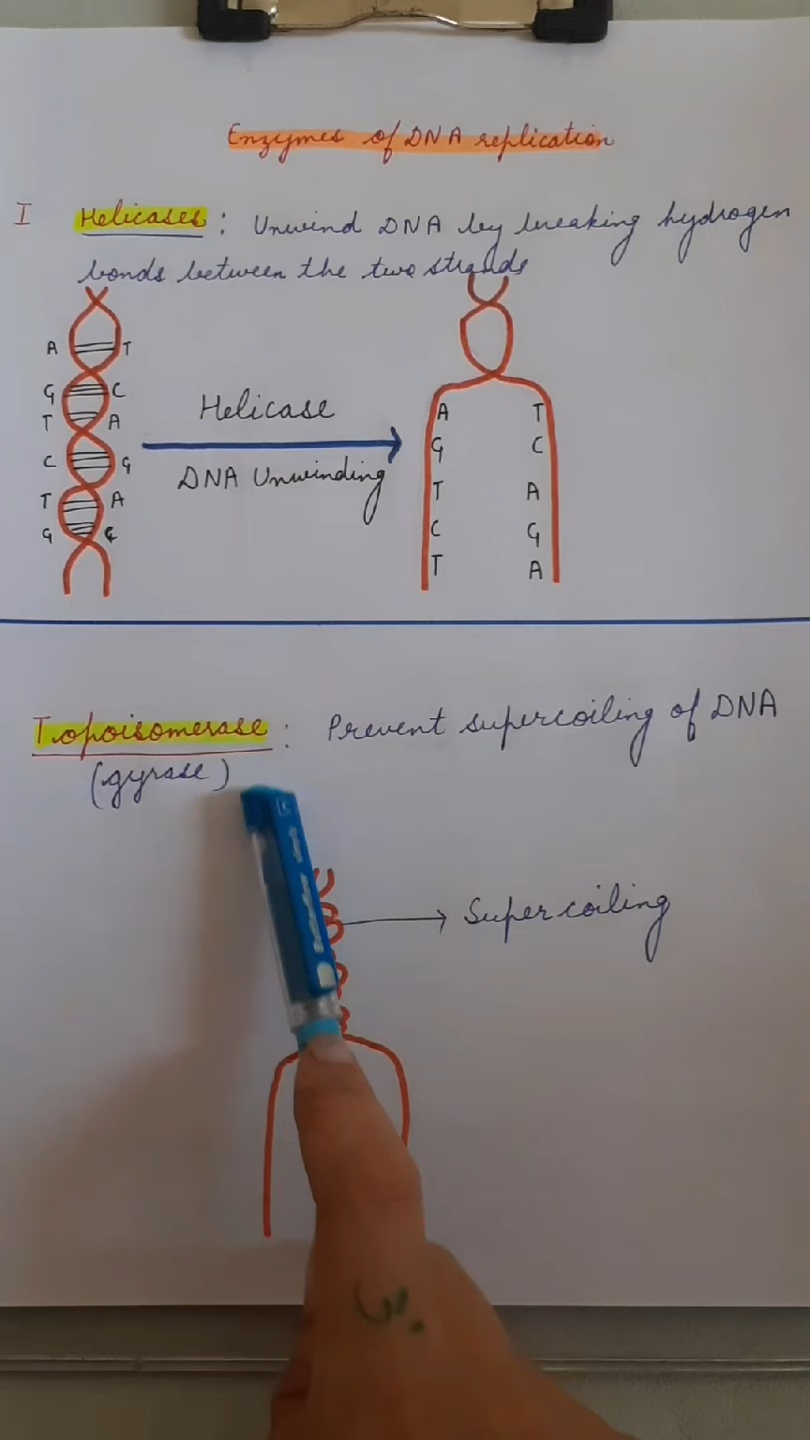 Enzymes of DNA replication
I Helicases : Unwind DNA by breaking hydrogen
bonds between the two strands
A T
G C
T A
C G
T A
G
Helicase
DNA Unwinding
A T
G C
T A
C G
T A
Topoisomerase : Prevent supercoiling of DNA
(gyrase)
Supercoiling